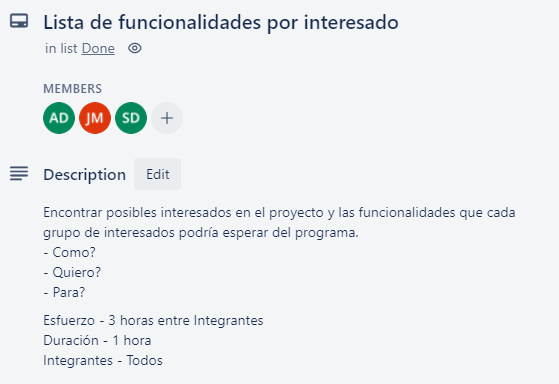 Lista de funcionalidades por interesado
in list Done
MEMBERS
AD JM SD +
Description Edit
Encontrar posibles interesados en el proyecto y las funcionalidades que cada
grupo de interesados podría esperar del programa.
- Como?
- Quiero?
- Para?
Esfuerzo - 3 horas entre Integrantes
Duración - 1 hora
Integrantes - Todos